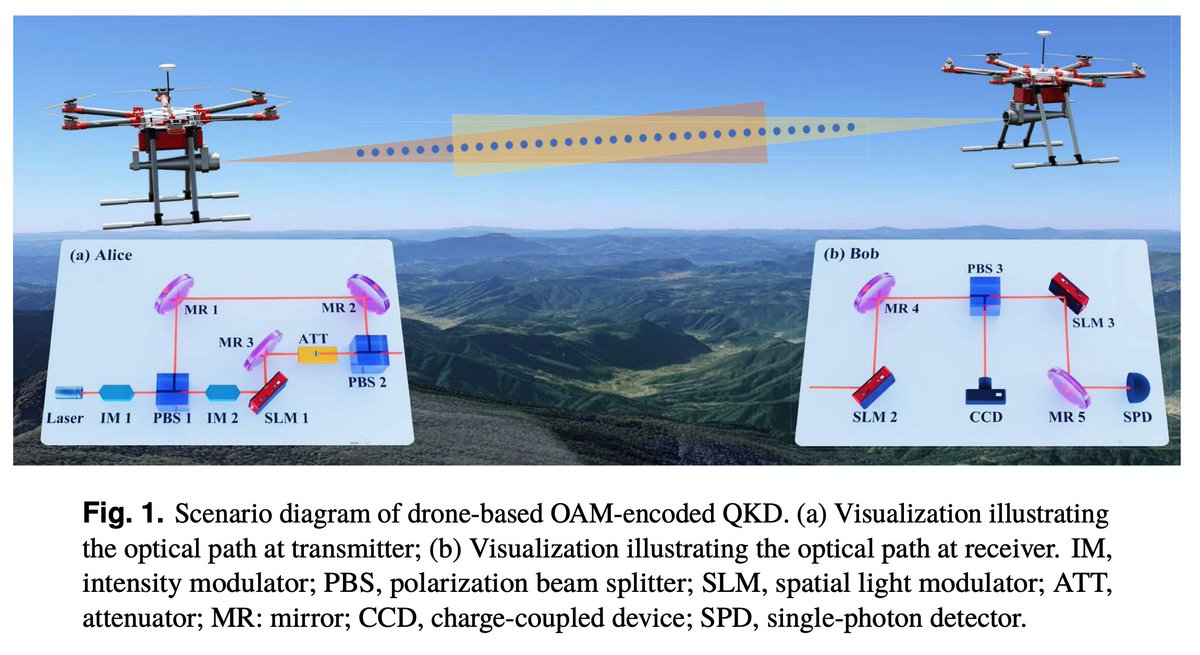 (a) Alice
(b) Bob
MR 1
MR 2
MR 3
ATT
PBS 2
Laser
IM 1
PBS 1
IM 2
SLM 1
PBS 3
MR 4
SLM 3
SLM 2
CCD
MR 5
SPD
Fig. 1. Scenario diagram of drone-based OAM-encoded QKD. (a) Visualization illustrating
the optical path at transmitter; (b) Visualization illustrating the optical path at receiver. IM,
intensity modulator; PBS, polarization beam splitter; SLM, spatial light modulator; ATT,
attenuator; MR: mirror; CCD, charge-coupled device; SPD, single-photon detector.